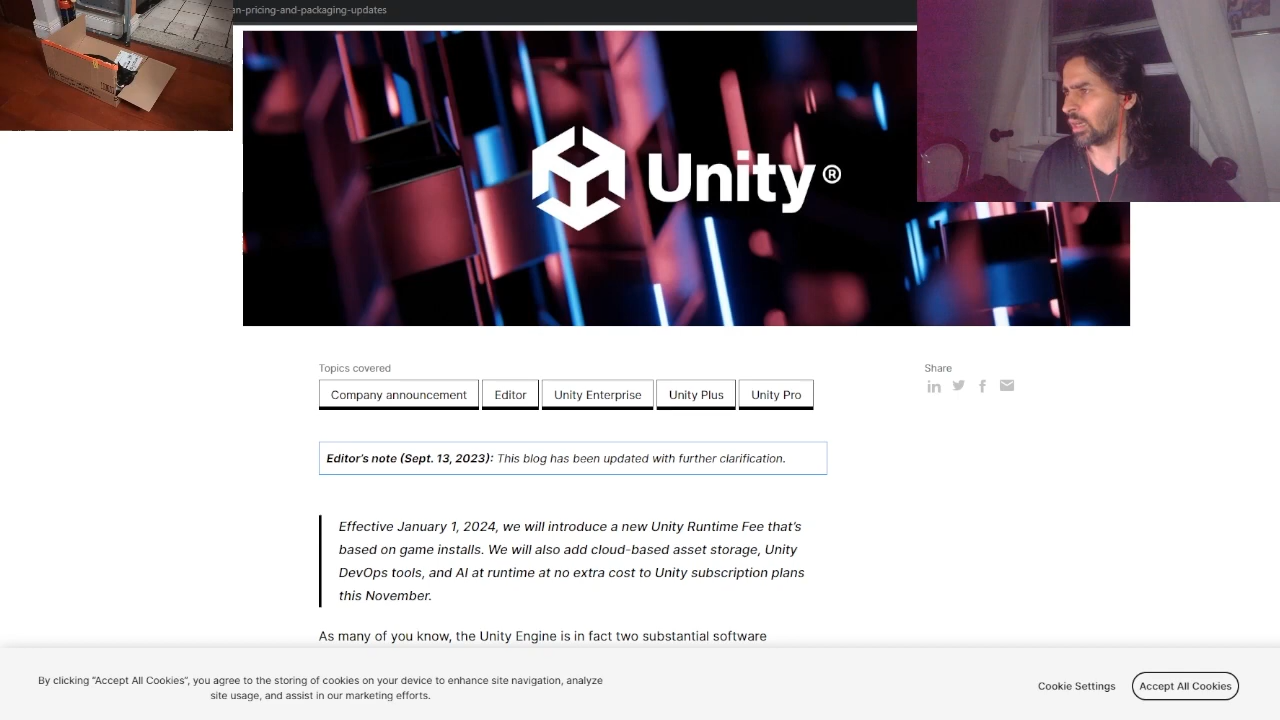 an-pricing-and-packaging-updates
Unity®
Topics covered
Share
Company announcement
Editor
Unity Enterprise
Unity Plus
Unity Pro
Editor's note (Sept. 13, 2023): This blog has been updated with further clarification.
Effective January 1, 2024, we will introduce a new Unity Runtime Fee that's
based on game installs. We will also add cloud-based asset storage, Unity
DevOps tools, and AI at runtime at no extra cost to Unity subscription plans
this November.
As many of you know, the Unity Engine is in fact two substantial software
By clicking "Accept All Cookies", you agree to the storing of cookies on your device to enhance site navigation, analyze
site usage, and assist in our marketing efforts.
Cookie Settings
Accept All Cookies